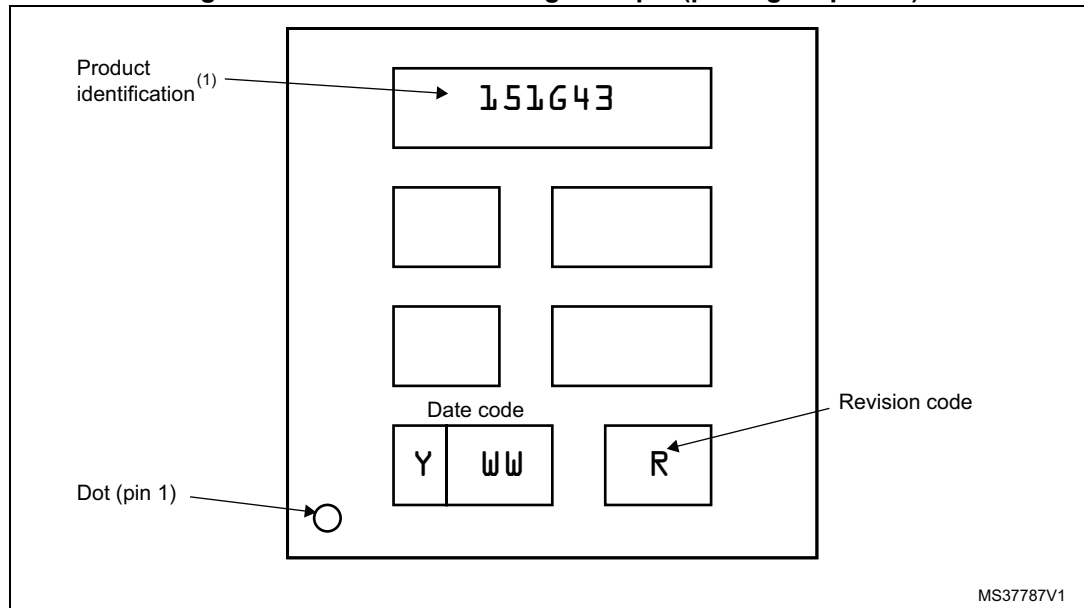 Product
identification(1)
151G43
Date code
Revision code
Y WW R
Dot (pin 1)
MS37787V1